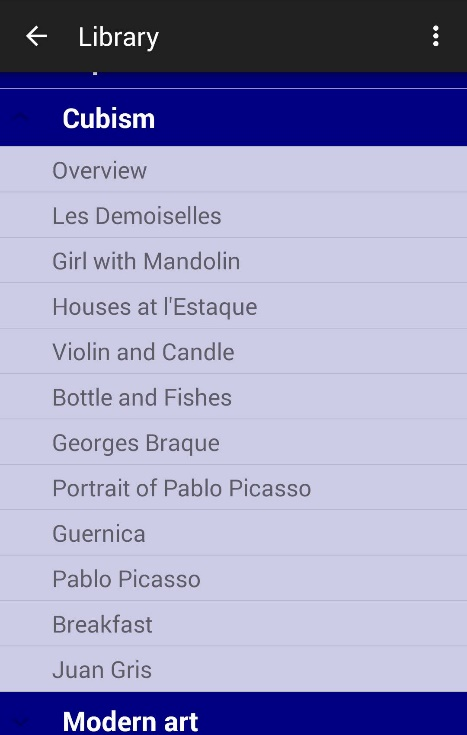 Library
Cubism
Overview
Les Demoiselles
Girl with Mandolin
Houses at l'Estaque
Violin and Candle
Bottle and Fishes
Georges Braque
Portrait of Pablo Picasso
Guernica
Pablo Picasso
Breakfast
Juan Gris
Modern art